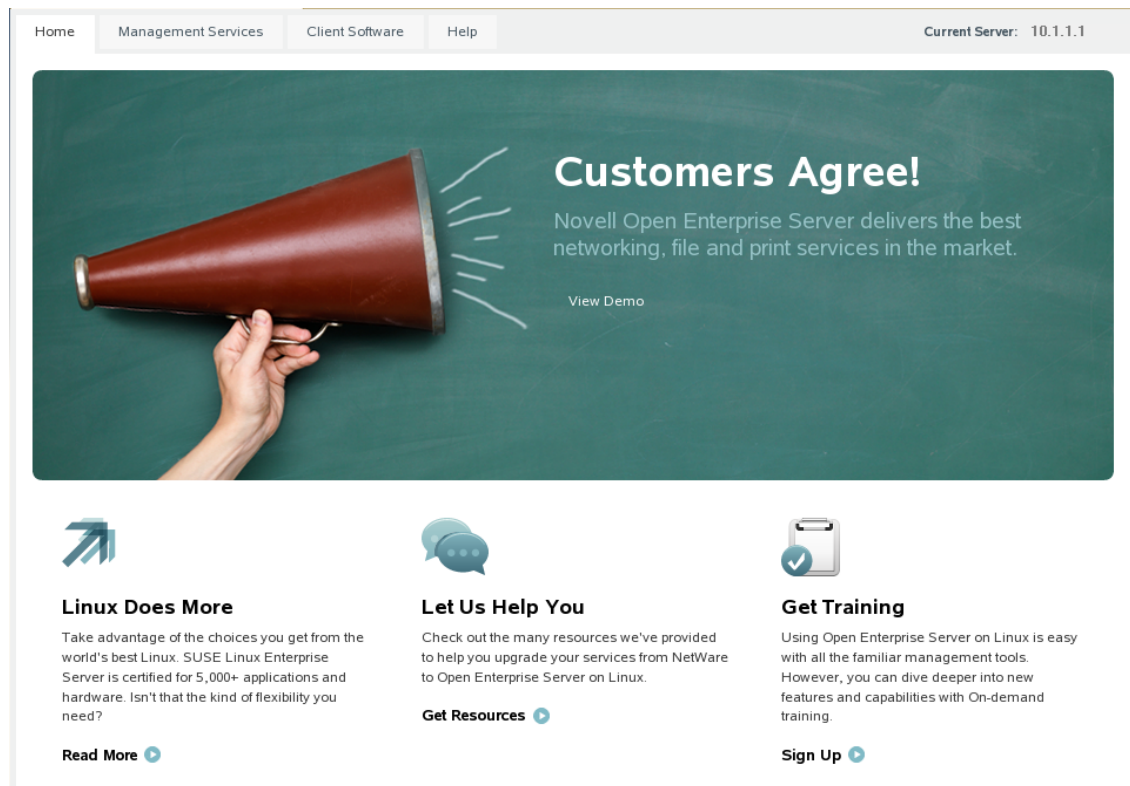 Home Management Services Client Software Help Current Server: 10.1.1.1
Customers Agree!
Novell Open Enterprise Server delivers the best
networking, file and print services in the market.
View Demo
Linux Does More
Take advantage of the choices you get from the
world's best Linux. SUSE Linux Enterprise
Server is certified for 5,000+ applications and
hardware. Isn't that the kind of flexibility you
need?
Read More
Let Us Help You
Check out the many resources we've provided
to help you upgrade your services from NetWare
to Open Enterprise Server on Linux.
Get Resources
Get Training
Using Open Enterprise Server on Linux is easy
with all the familiar management tools.
However, you can dive deeper into new
features and capabilities with On-demand
training.
Sign Up